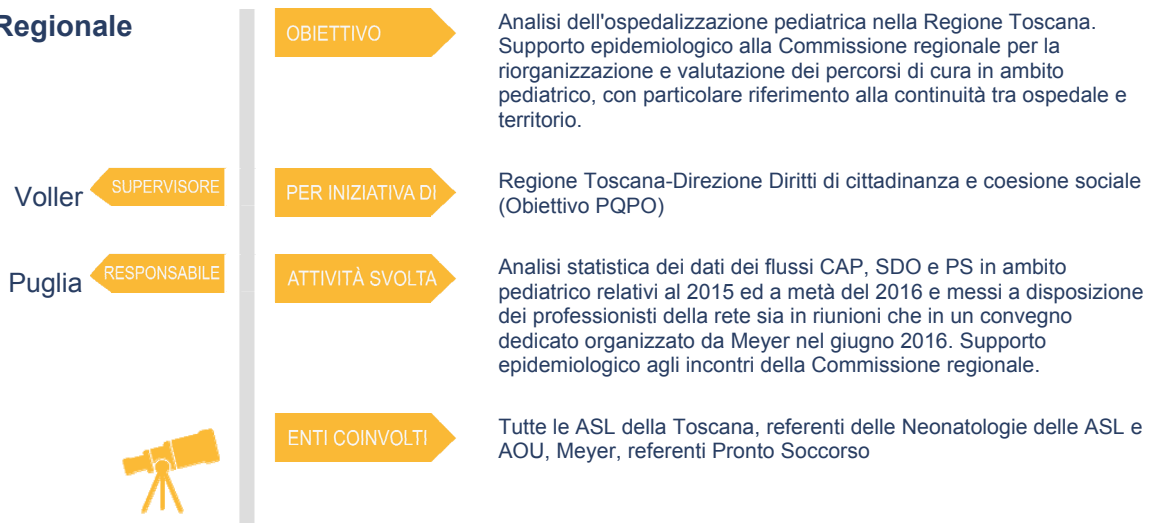 Regionale
OBIETTIVO
Analisi dell'ospedalizzazione pediatrica nella Regione Toscana.
Supporto epidemiologico alla Commissione regionale per la
riorganizzazione e valutazione dei percorsi di cura in ambito
pediatrico, con particolare riferimento alla continuità tra ospedale e
territorio.
Voller
SUPERVISORE
PER INIZIATIVA DI
Regione Toscana-Direzione Diritti di cittadinanza e coesione sociale
(Obiettivo PQPO)
Puglia
RESPONSABILE
ATTIVITÀ SVOLTA
Analisi statistica dei dati dei flussi CAP, SDO e PS in ambito
pediatrico relativi al 2015 ed a metà del 2016 e messi a disposizione
dei professionisti della rete sia in riunioni che in un convegno
dedicato organizzato da Meyer nel giugno 2016. Supporto
epidemiologico agli incontri della Commissione regionale.
ENTI COINVOLTI
Tutte le ASL della Toscana, referenti delle Neonatologie delle ASL e
AOU, Meyer, referenti Pronto Soccorso